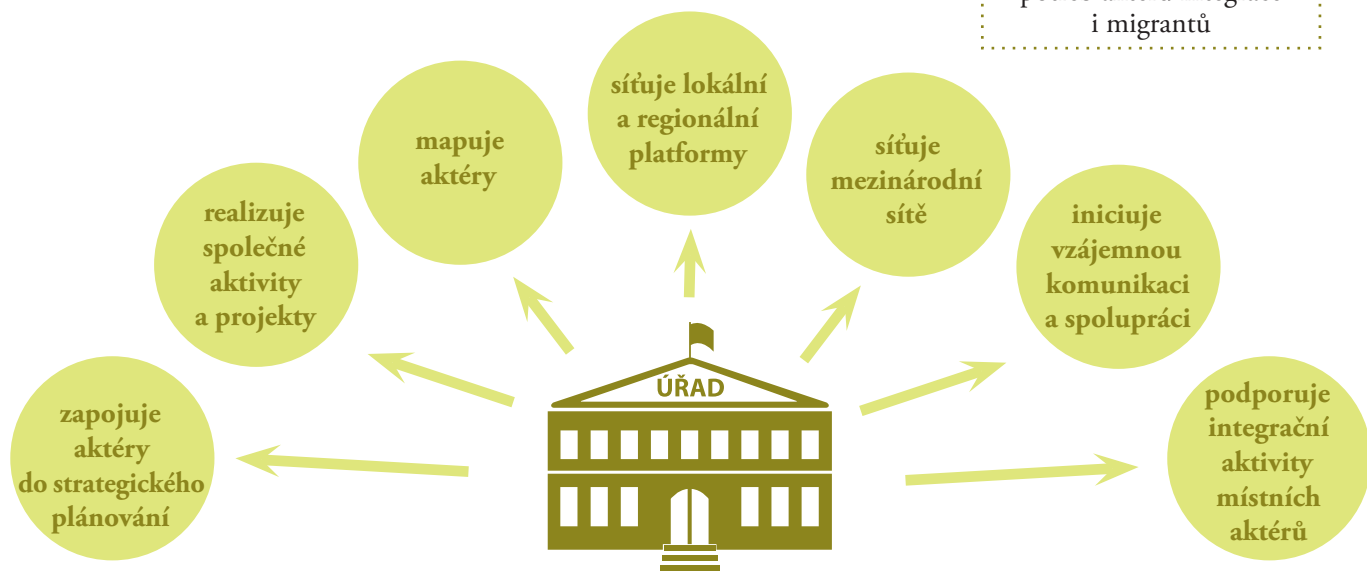 i migrantů
síťuje lokální
a regionální
platformy
mapuje
aktéry
síťuje
mezinárodní
sítě
realizuje
společné
aktivity
a projekty
iniciuje
vzájemnou
komunikaci
a spolupráci
ÚŘAD
zapojuje
aktéry
do strategického
plánování
podporuje
integrační
aktivity
místních
aktérů